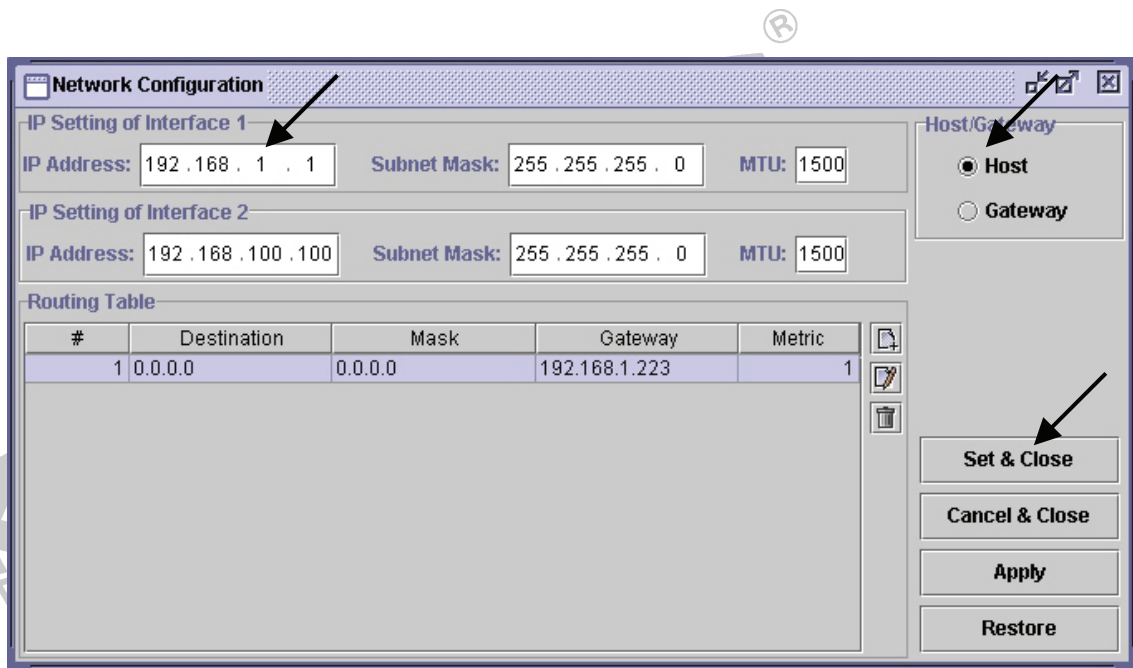 ®
Network Configuration
IP Setting of Interface 1
IP Address: 192 . 168 . 1 . 1 Subnet Mask: 255 . 255 . 255 . 0 MTU: 1500
IP Setting of Interface 2
IP Address: 192 . 168 . 100 . 100 Subnet Mask: 255 . 255 . 255 . 0 MTU: 1500
Host/Gateway
Host
Gateway
Routing Table
# Destination Mask Gateway Metric
1 0.0.0.0 0.0.0.0 192.168.1.223 1
Set & Close
Cancel & Close
Apply
Restore